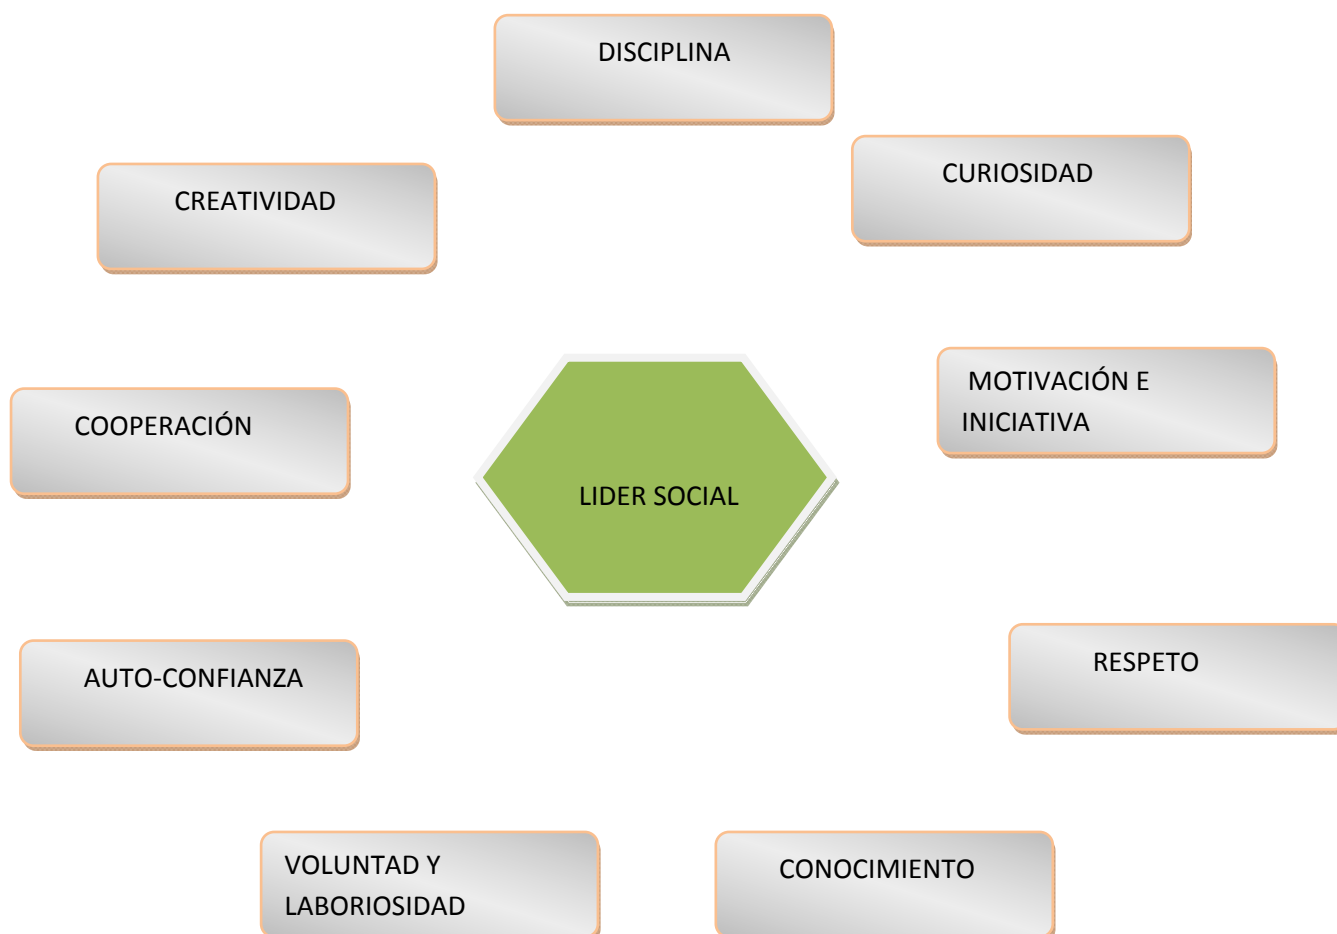 DISCIPLINA
CURIOSIDAD
CREATIVIDAD
MOTIVACIÓN E
INICIATIVA
COOPERACIÓN
LIDER SOCIAL
RESPETO
AUTO-CONFIANZA
VOLUNTAD Y
LABORIOSIDAD
CONOCIMIENTO